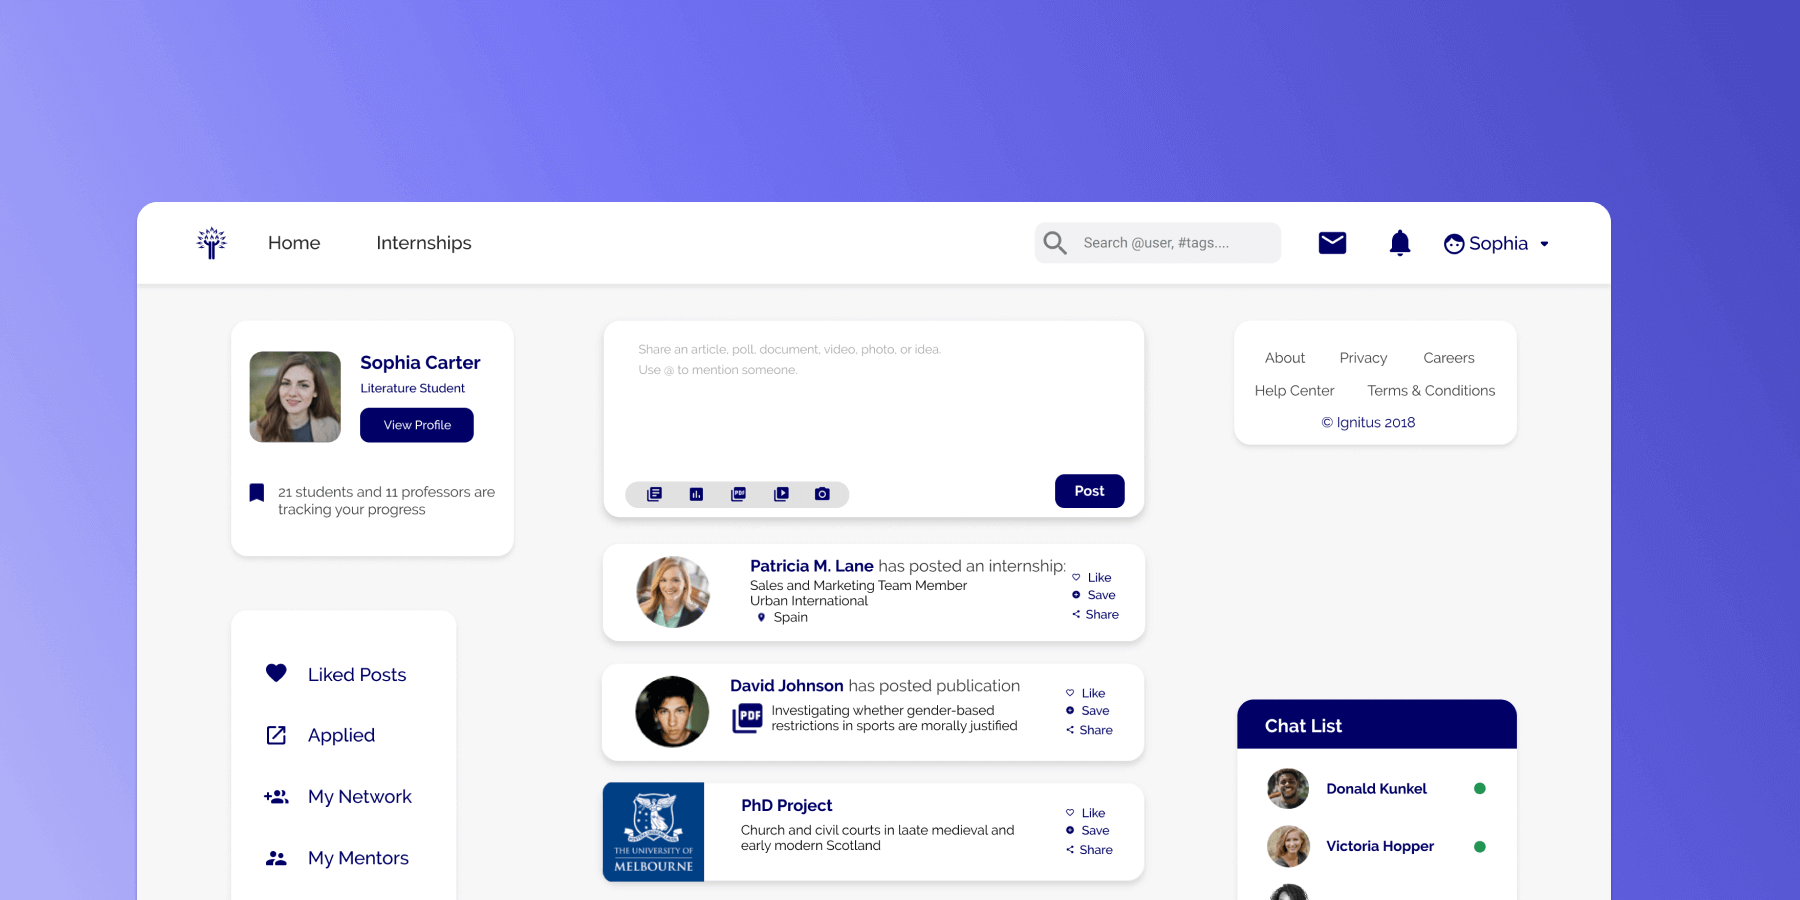 Home
Internships
Search @user, #tags....
Sophia
Sophia Carter
Literature Student
View Profile
21 students and 11 professors are
tracking your progress
Liked Posts
Applied
My Network
My Mentors
Share an article, poll, document, video, photo, or idea.
Use @ to mention someone.
PDF
Post
Patricia M. Lane has posted an internship:
Sales and Marketing Team Member
Urban International
Spain
Like
Save
Share
David Johnson has posted publication
PDF
Investigating whether gender-based
restrictions in sports are morally justified
Like
Save
Share
THE UNIVERSITY OF
MELBOURNE
PhD Project
Church and civil courts in laate medieval and
early modern Scotland
Like
Save
Share
About Privacy Careers
Help Center Terms & Conditions
© Ignitus 2018
Chat List
Donald Kunkel
Victoria Hopper